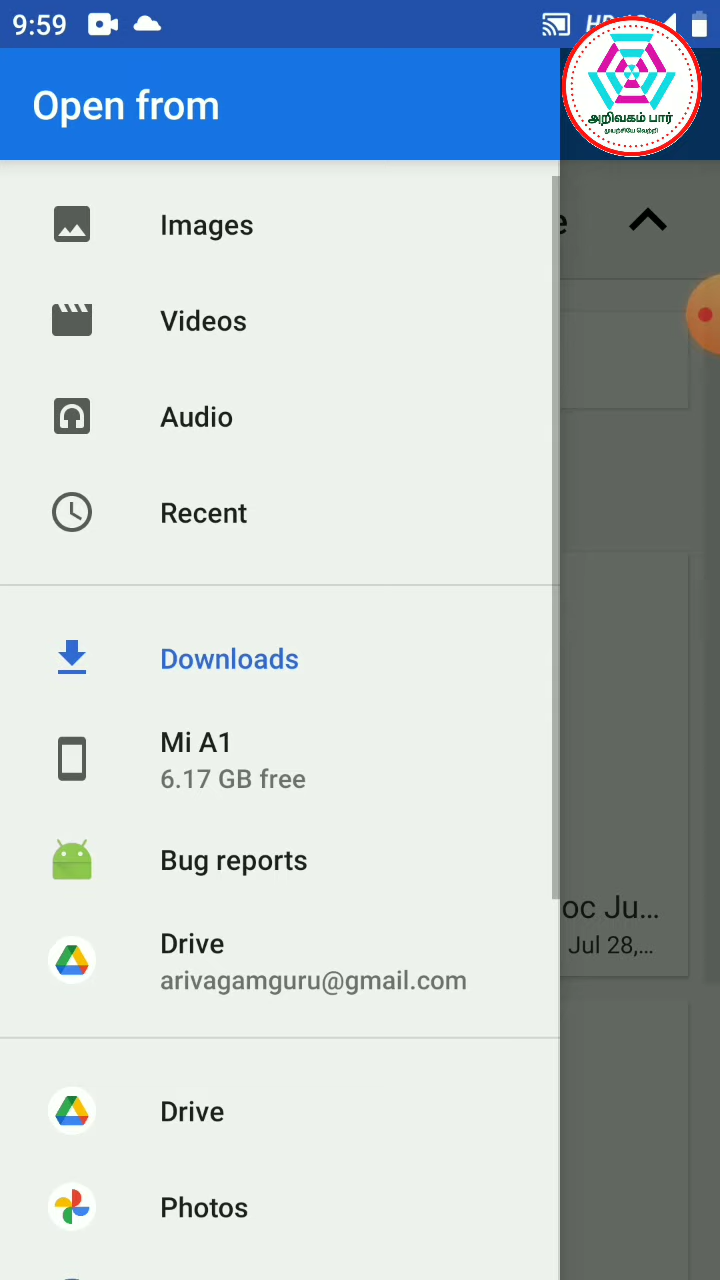 9:59
அறிவகம் பார்
முயற்சியே வெற்றி
Open from
Images
Videos
Audio
Recent
Downloads
Mi A1
6.17 GB free
Bug reports
Drive
arivagamguru@gmail.com
oc Ju...
Jul 28,...
Drive
Photos